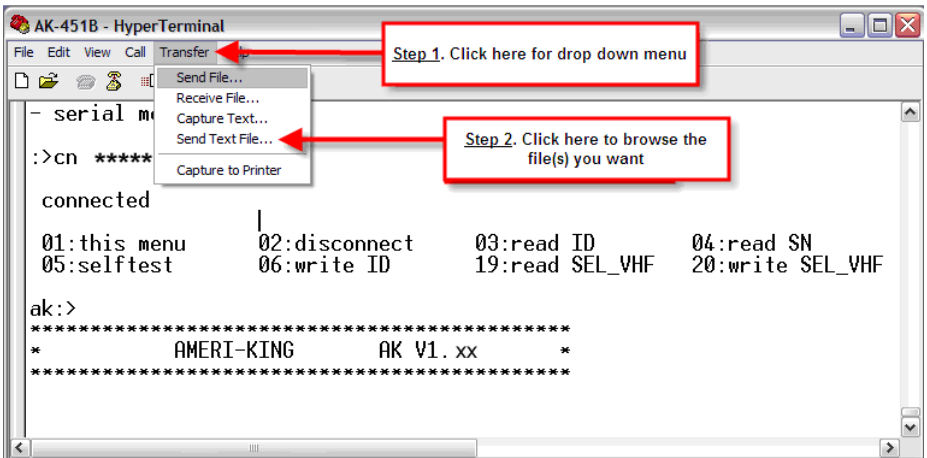 AK-451B - HyperTerminal
File Edit View Call Transfer
Step 1. Click here for drop down menu
Send File...
Receive File...
Capture Text...
Send Text File...
Capture to Printer
Step 2. Click here to browse the
file(s) you want
- serial
:>cn *****
connected
01:this menu 02:disconnect 03:read ID 04:read SN
05:selftest 06:write ID 19:read SEL_VHF 20:write SEL_VHF
ak:>
*********************************************
* AMERI-KING AK V1.xx *
*********************************************